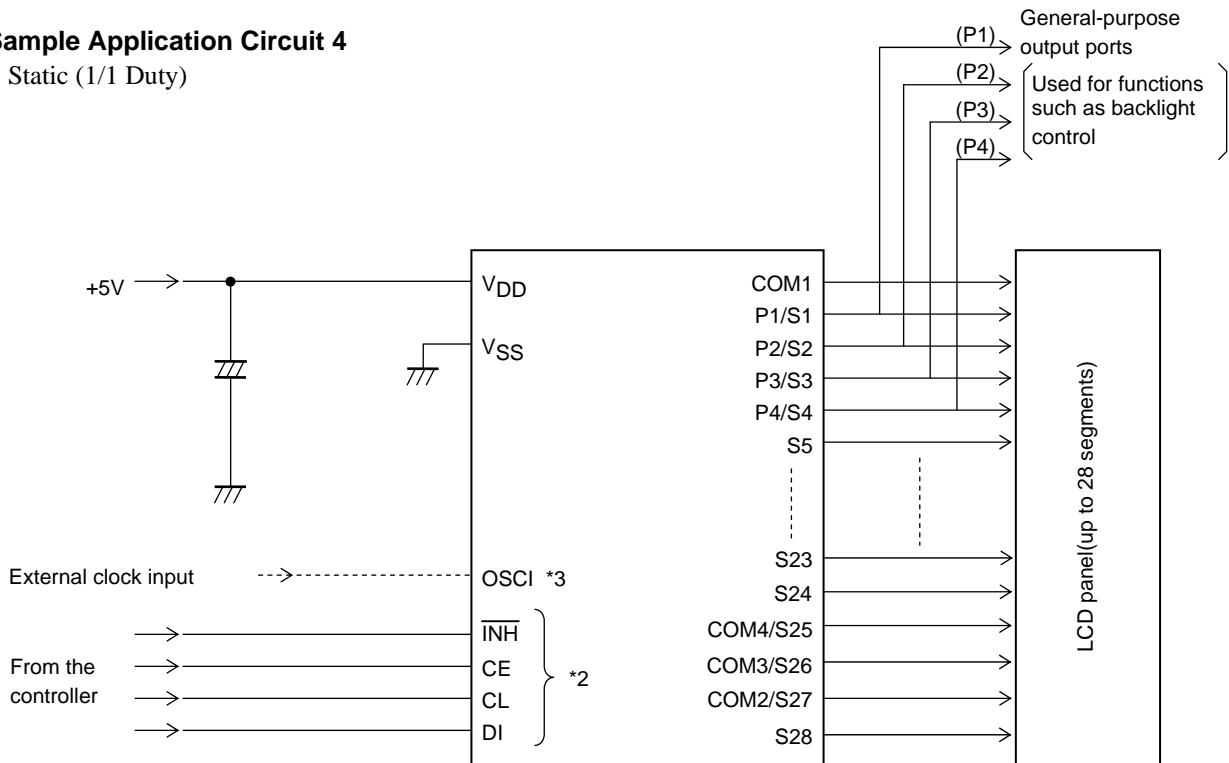 Sample Application Circuit 4
Static (1/1 Duty)
General-purpose
output ports
(P1)
(P2)
(P3)
(P4)
Used for functions
such as backlight
control
+5V
VDD
VSS
COM1
P1/S1
P2/S2
P3/S3
P4/S4
S5
S23
S24
COM4/S25
COM3/S26
COM2/S27
S28
LCD panel(up to 28 segments)
External clock input
OSCI *3
From the
controller
INH
CE
CL
DI
*2